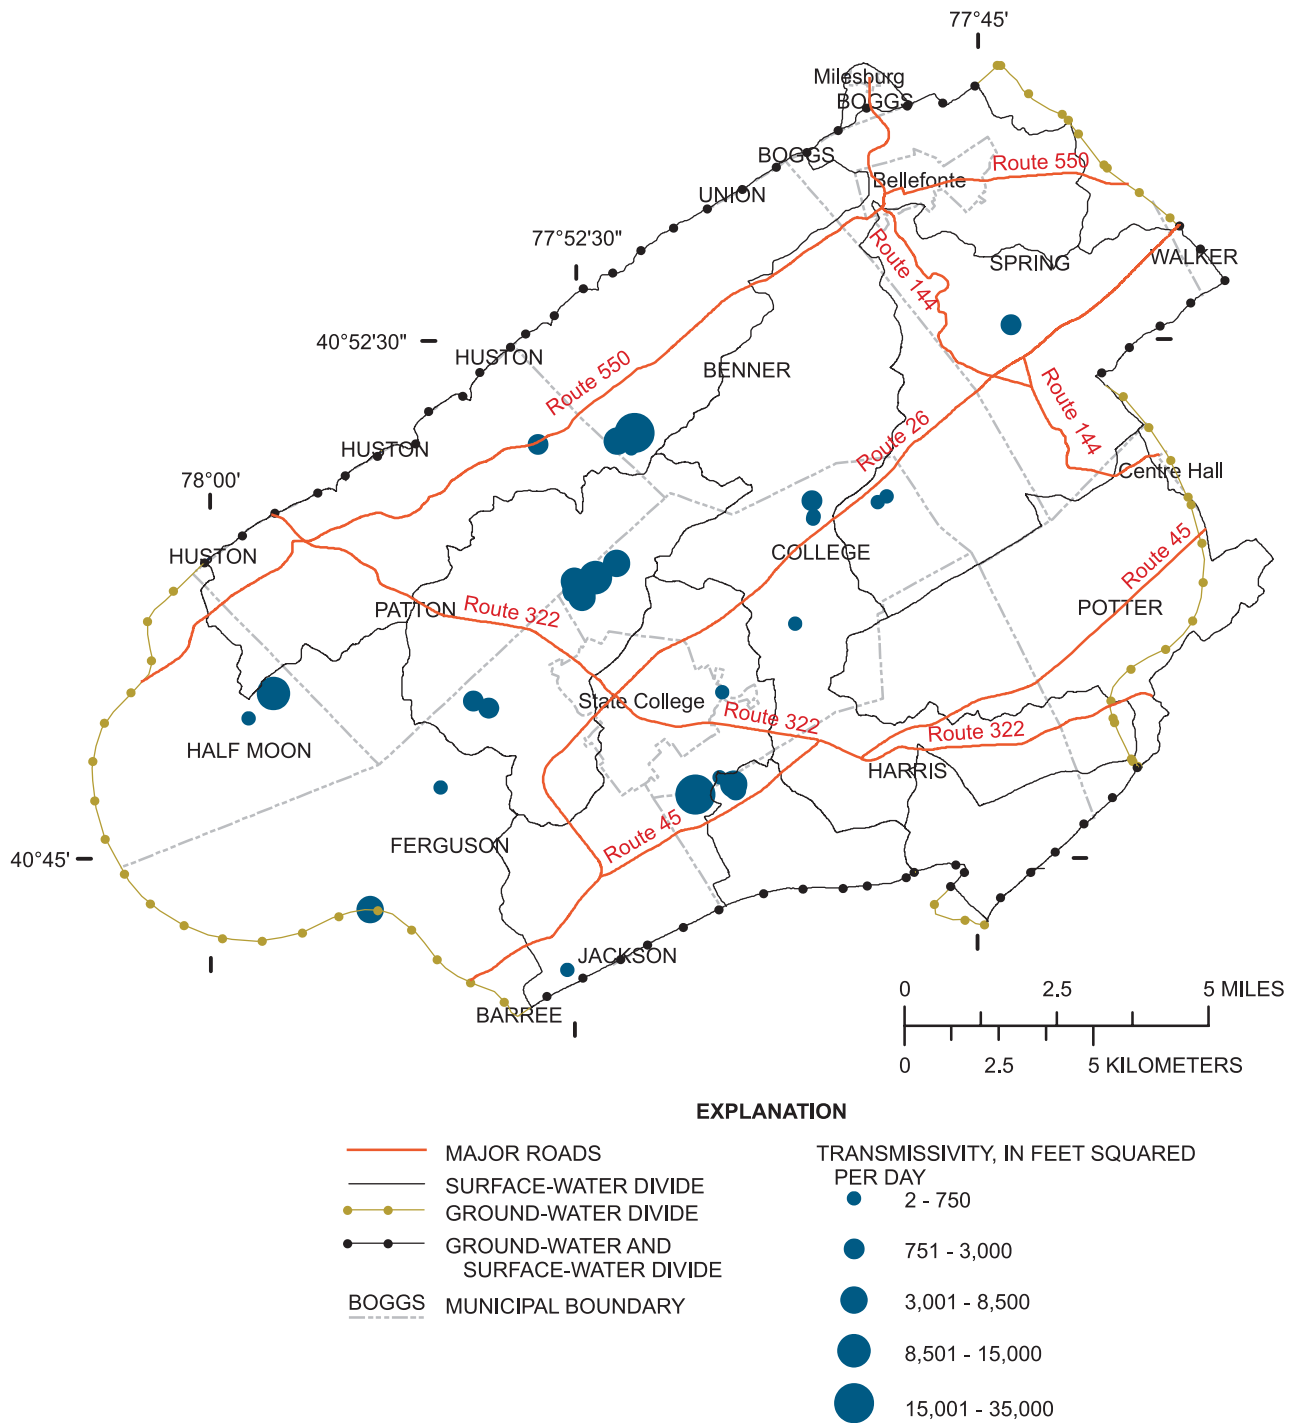 77°45'
Milesburg
BOGGS
BOGGS
Route 550
Bellefonte
UNION
77°52'30"
Route 144
SPRING
WALKER
40°52'30"
HUSTON
BENNER
Route 550
Route 144
Route 26
HUSTON
78°00'
Centre Hall
HUSTON
COLLEGE
Route 45
PATTON
Route 322
POTTER
State College
Route 322
Route 322
HALF MOON
HARRIS
Route 45
FERGUSON
40°45'
JACKSON
BARREE
0 2.5 5 MILES
0 2.5 5 KILOMETERS
EXPLANATION
MAJOR ROADS
SURFACE-WATER DIVIDE
GROUND-WATER DIVIDE
GROUND-WATER AND
SURFACE-WATER DIVIDE
BOGGS MUNICIPAL BOUNDARY
TRANSMISSIVITY, IN FEET SQUARED
PER DAY
2 - 750
751 - 3,000
3,001 - 8,500
8,501 - 15,000
15,001 - 35,000